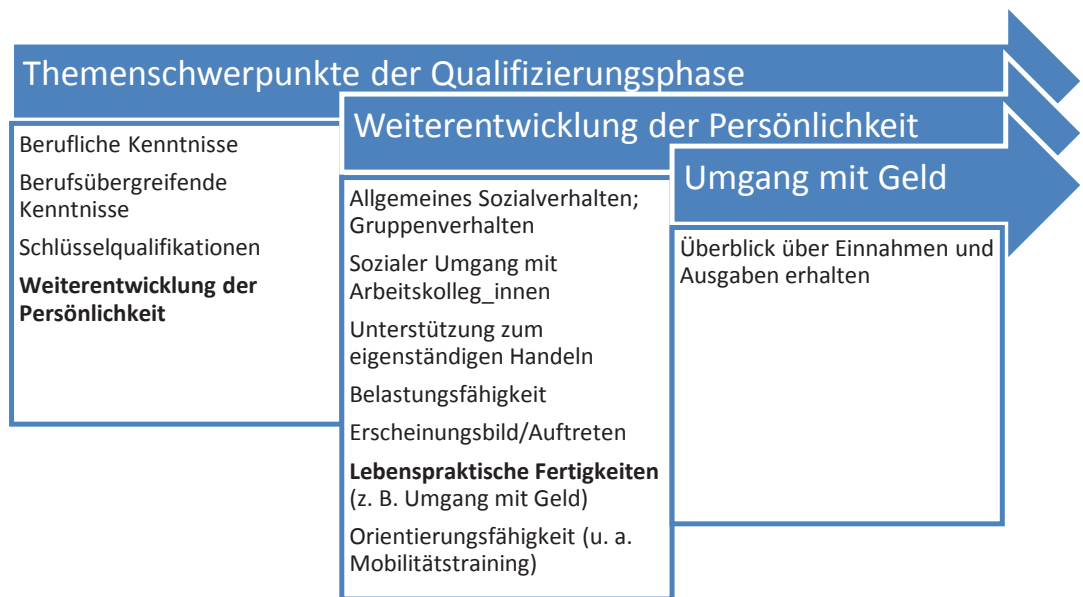 Themenschwerpunkte der Qualifizierungsphase
Berufliche Kenntnisse
Berufsübergreifende
Kenntnisse
Schlüsselqualifikationen
Weiterentwicklung der
Persönlichkeit
Weiterentwicklung der Persönlichkeit
Allgemeines Sozialverhalten;
Gruppenverhalten
Sozialer Umgang mit
Arbeitskolleg_innen
Unterstützung zum
eigenständigen Handeln
Belastungsfähigkeit
Erscheinungsbild/Auftreten
Lebenspraktische Fertigkeiten
(z. B. Umgang mit Geld)
Orientierungsfähigkeit (u. a.
Mobilitätstraining)
Umgang mit Geld
Überblick über Einnahmen und
Ausgaben erhalten